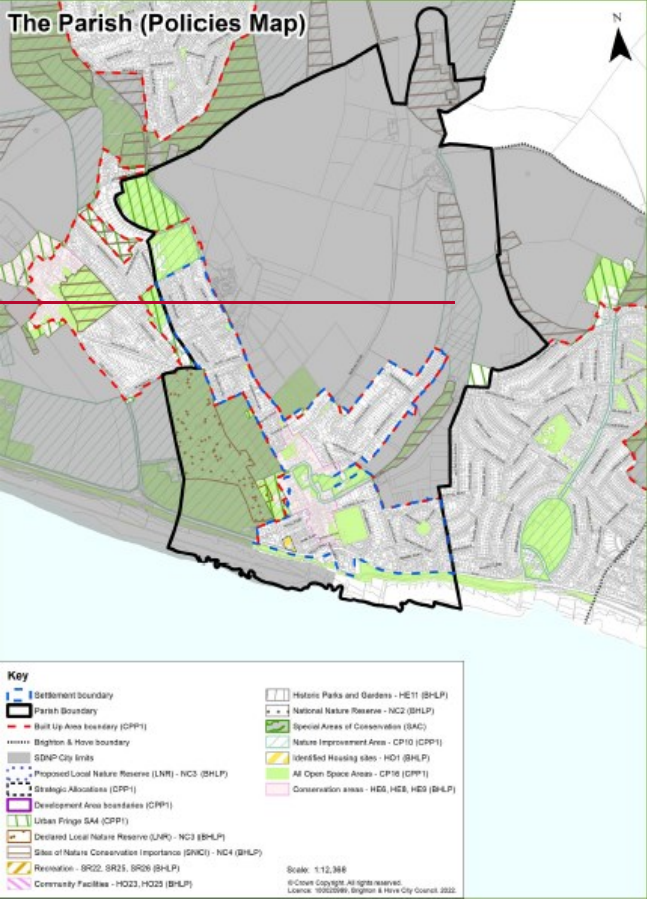 The Parish (Policies Map)
N
Key
Settlement boundary
Parish Boundary
Built Up Area boundary (CPP1)
Brighton & Hove boundary
SDNP City limits
Proposed Local Nature Reserve (LNR) - NC3 (BHLP)
Strategic Allocations (CPP1)
Development Area boundaries (CPP1)
Urban Fringe SA4 (CPP1)
Declared Local Nature Reserve (LNR) - NC3 (BHLP)
Sites of Nature Conservation Importance (SNCI) - NC4 (BHLP)
Recreation - SR22, SR25, SR26 (BHLP)
Community Facilities - HO23, HO25 (BHLP)
Historic Parks and Gardens - HE11 (BHLP)
National Nature Reserve - NC2 (BHLP)
Special Areas of Conservation (SAC)
Nature Improvement Area - CP10 (CPP1)
Identified Housing sites - HO1 (BHLP)
All Open Space Areas - CP16 (CPP1)
Conservation areas - HE6, HE8, HE9 (BHLP)
Scale: 1:12,366
© Crown Copyright. All rights reserved.
Licence: 100020999, Brighton & Hove City Council, 2022.